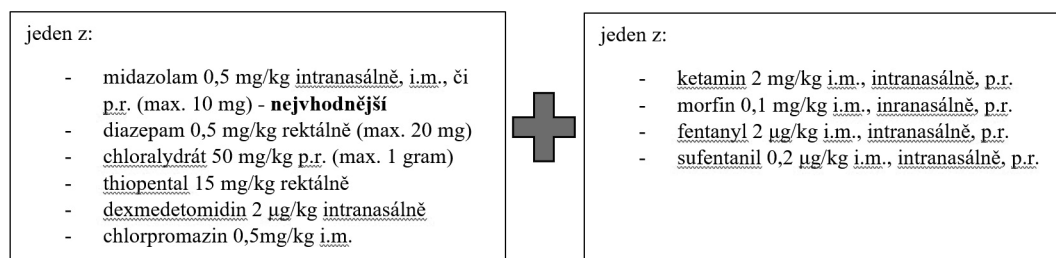 jeden z:
- midazolam 0,5 mg/kg intranasálně, i.m., či
p.r. (max. 10 mg) - nejvhodnější
- diazepam 0,5 mg/kg rektálně (max. 20 mg)
- chloralydrát 50 mg/kg p.r. (max. 1 gram)
- thiopental 15 mg/kg rektálně
- dexmedetomidin 2 μg/kg intranasálně
- chlorpromazin 0,5mg/kg i.m.
jeden z:
- ketamin 2 mg/kg i.m., intranasálně, p.r.
- morfin 0,1 mg/kg i.m., inranasálně, p.r.
- fentanyl 2 μg/kg i.m., intranasálně, p.r.
- sufentanil 0,2 μg/kg i.m., intranasálně, p.r.